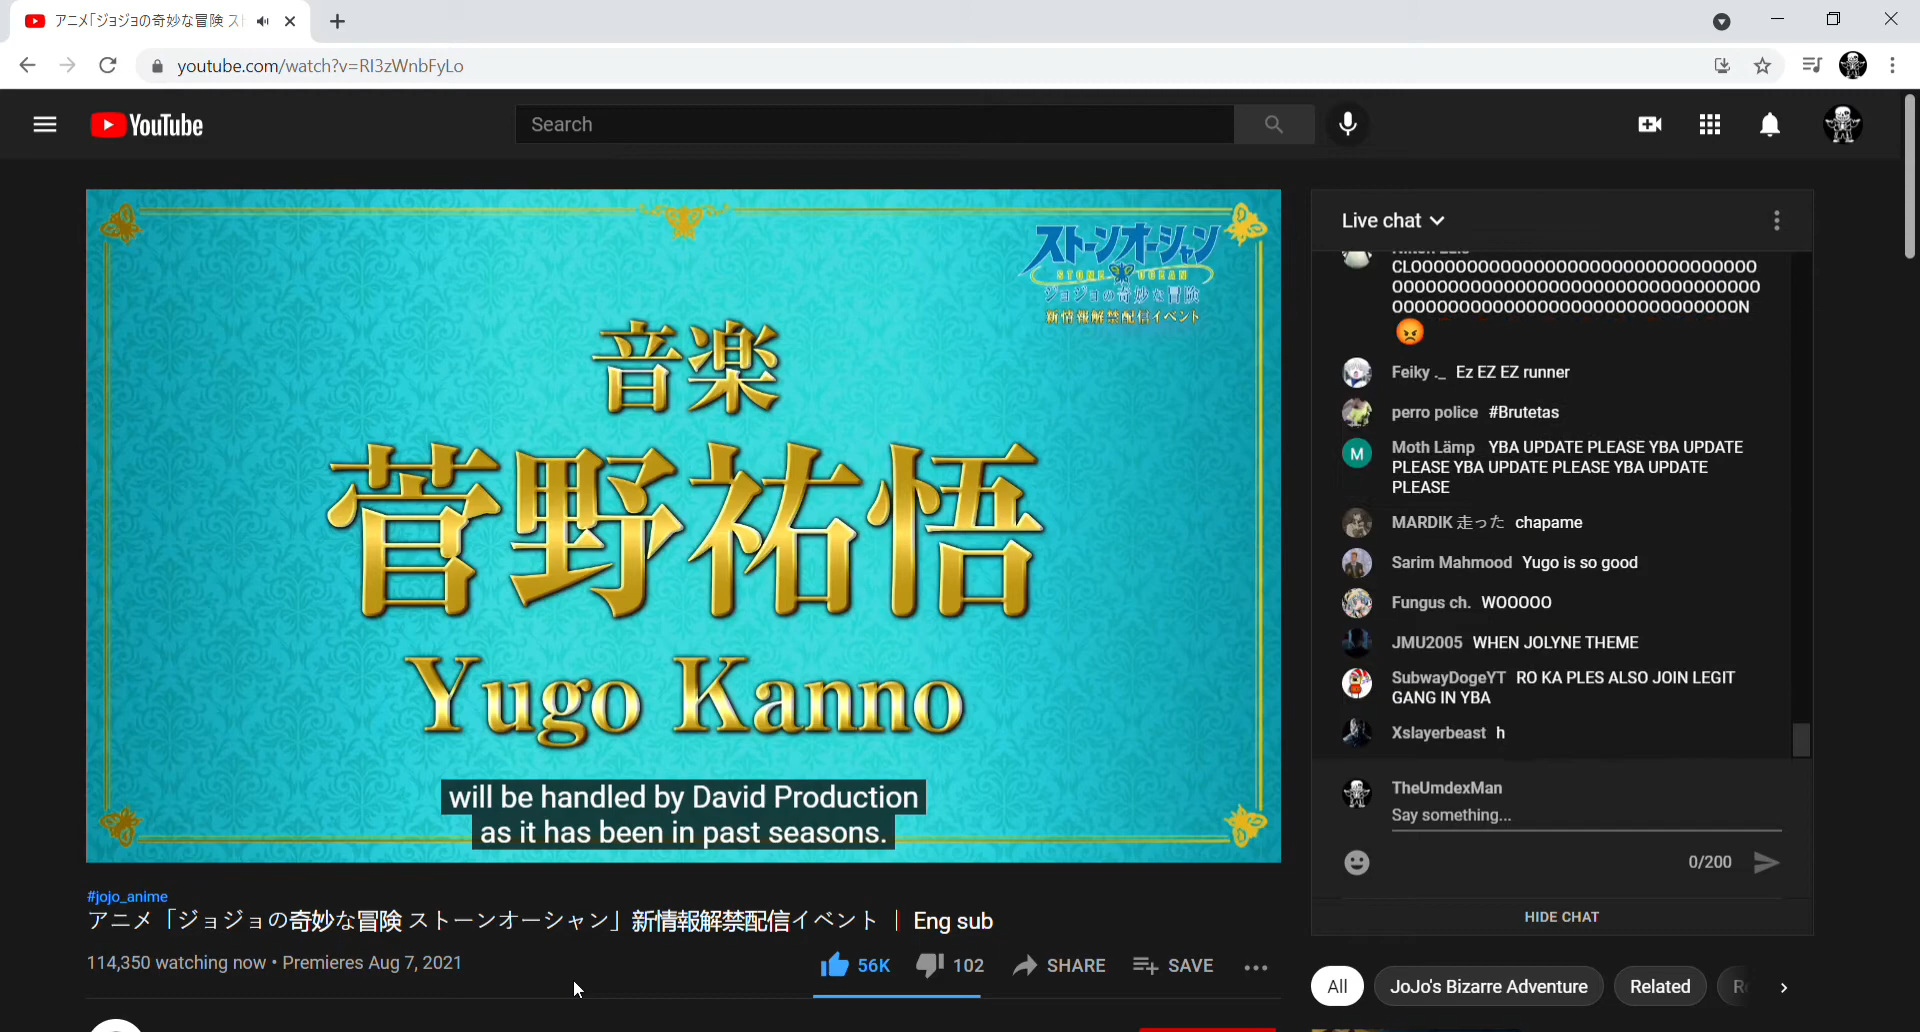 アニメ「ジョジョの奇妙な冒険 ス
youtube.com/watch?v=RI3zWnbFyLo
YouTube
Search
ストーンオーシャン
STONE OCEAN
ジョジョの奇妙な冒険
新情報解禁配信イベント
音楽
菅野祐悟
Yugo Kanno
will be handled by David Production
as it has been in past seasons.
#jojo_anime
アニメ「ジョジョの奇妙な冒険 ストーンオーシャン」新情報解禁配信イベント | Eng sub
114,350 watching now • Premieres Aug 7, 2021
56K
102
SHARE
SAVE
Live chat
Feiky ._ Ez EZ EZ runner
perro police #Brutetas
M
Moth Lämp YBA UPDATE PLEASE YBA UPDATE
PLEASE YBA UPDATE PLEASE YBA UPDATE
PLEASE
MARDIK 走った chapame
Sarim Mahmood Yugo is so good
Fungus ch. WOOOOO
JMU2005 WHEN JOLYNE THEME
SubwayDogeYT RO KA PLES ALSO JOIN LEGIT
GANG IN YBA
Xslayerbeast h
TheUmdexMan
Say something...
0/200
HIDE CHAT
All
JoJo's Bizarre Adventure
Related